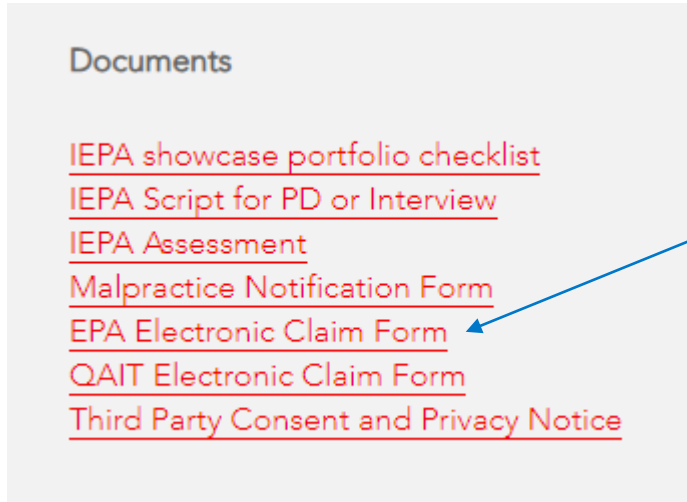 Documents
IEPA showcase portfolio checklist
IEPA Script for PD or Interview
IEPA Assessment
Malpractice Notification Form
EPA Electronic Claim Form
QAIT Electronic Claim Form
Third Party Consent and Privacy Notice